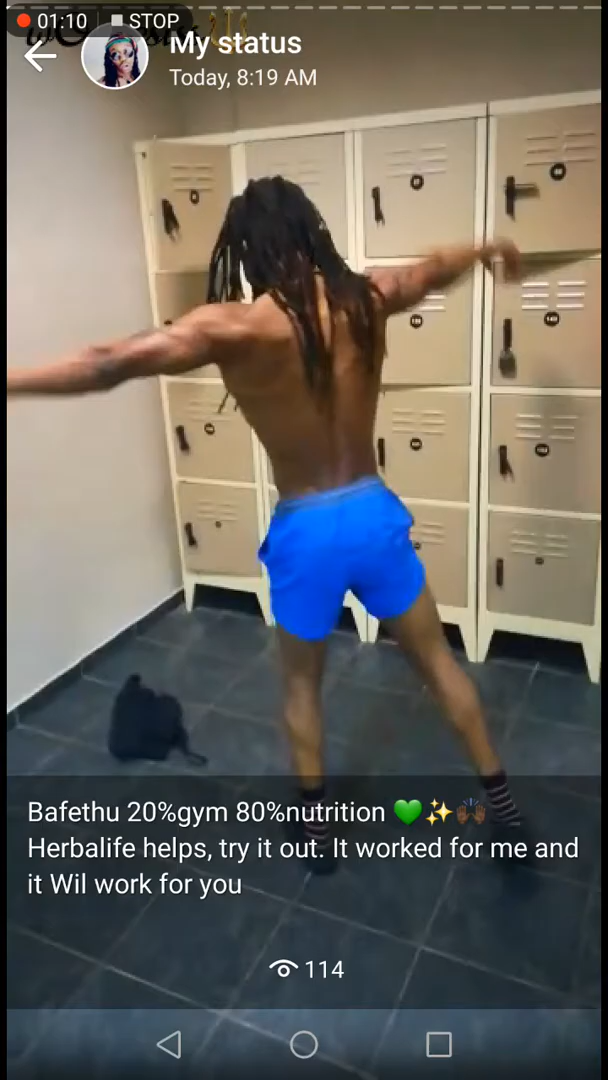 01:10 STOP
My status
Today, 8:19 AM
Bafethu 20%gym 80%nutrition 💚✨🙌🏿
Herbalife helps, try it out. It worked for me and
it Wil work for you
114